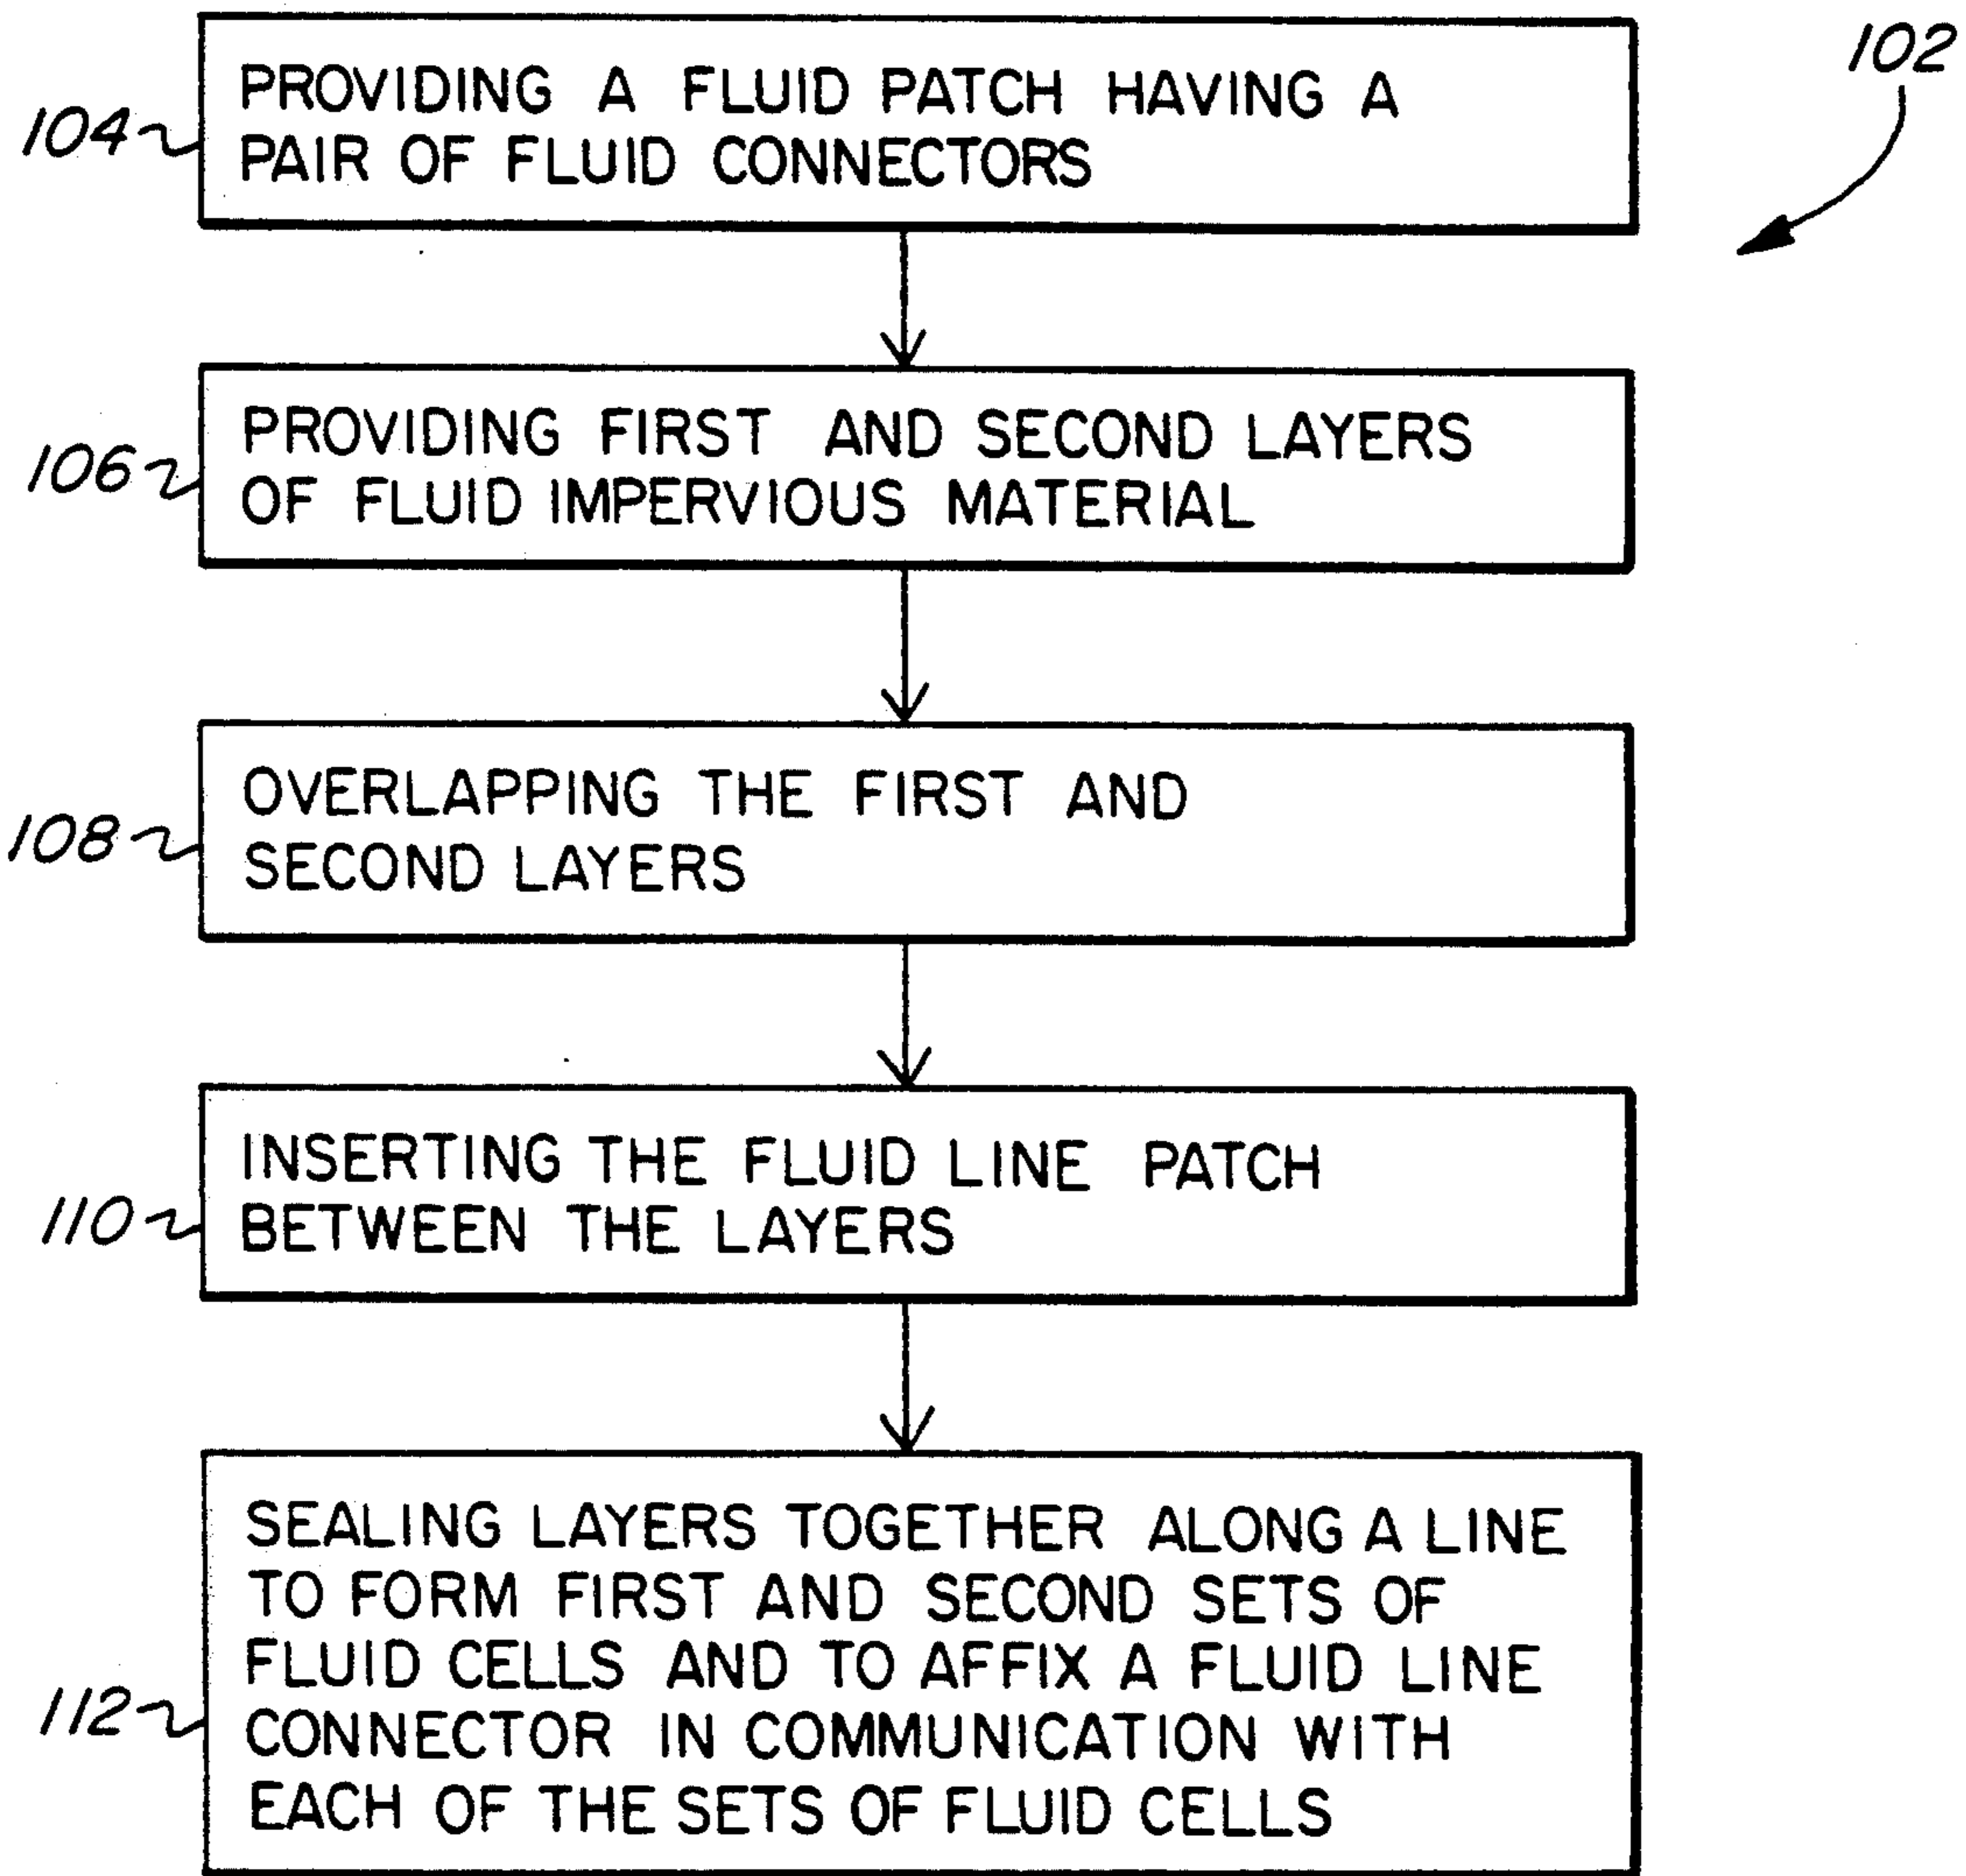 102
104
PROVIDING A FLUID PATCH HAVING A
PAIR OF FLUID CONNECTORS
106
PROVIDING FIRST AND SECOND LAYERS
OF FLUID IMPERVIOUS MATERIAL
108
OVERLAPPING THE FIRST AND
SECOND LAYERS
110
INSERTING THE FLUID LINE PATCH
BETWEEN THE LAYERS
112
SEALING LAYERS TOGETHER ALONG A LINE
TO FORM FIRST AND SECOND SETS OF
FLUID CELLS AND TO AFFIX A FLUID LINE
CONNECTOR IN COMMUNICATION WITH
EACH OF THE SETS OF FLUID CELLS